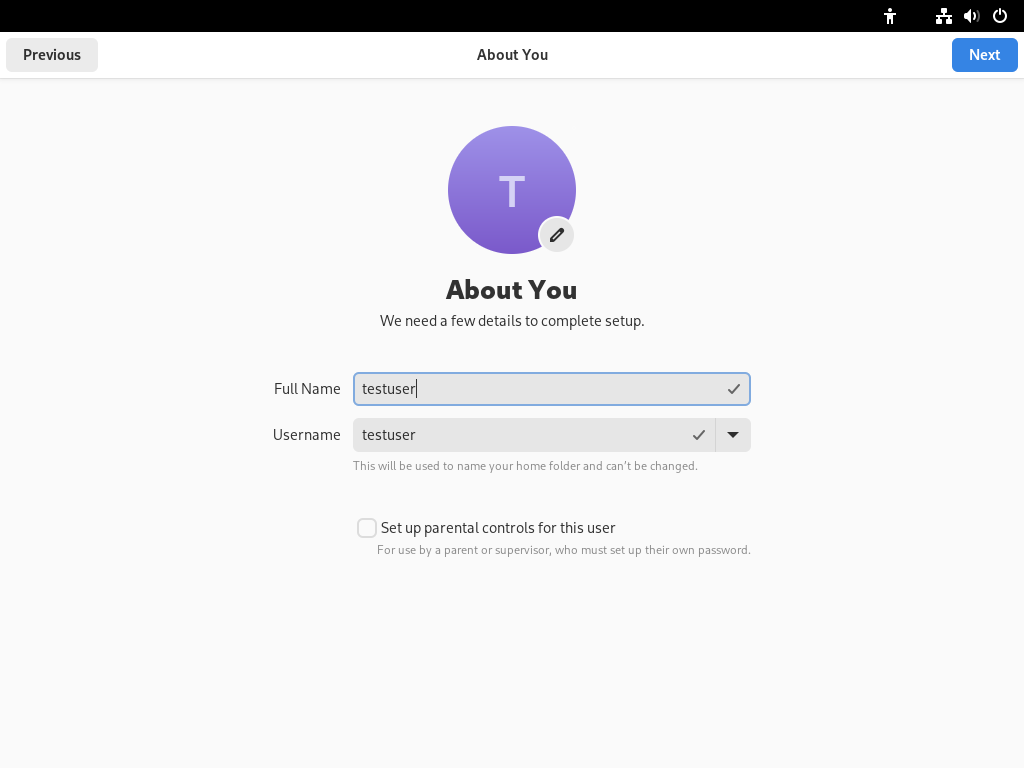 Previous
About You
Next
T
About You
We need a few details to complete setup.
Full Name testuser
Username testuser
This will be used to name your home folder and can't be changed.
Set up parental controls for this user
For use by a parent or supervisor, who must set up their own password.